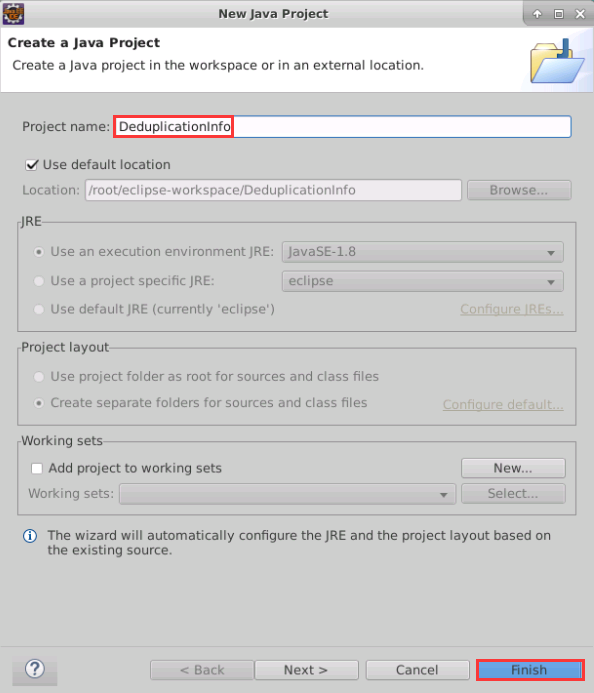 New Java Project
Create a Java Project
Create a Java project in the workspace or in an external location.
Project name: DeduplicationInfo
Use default location
Location: /root/eclipse-workspace/DeduplicationInfo Browse...
JRE
Use an execution environment JRE: JavaSE-1.8
Use a project specific JRE: eclipse
Use default JRE (currently 'eclipse') Configure JREs...
Project layout
Use project folder as root for sources and class files
Create separate folders for sources and class files Configure default...
Working sets
Add project to working sets New...
Working sets: Select...
The wizard will automatically configure the JRE and the project layout based on
the existing source.
? < Back Next > Cancel Finish